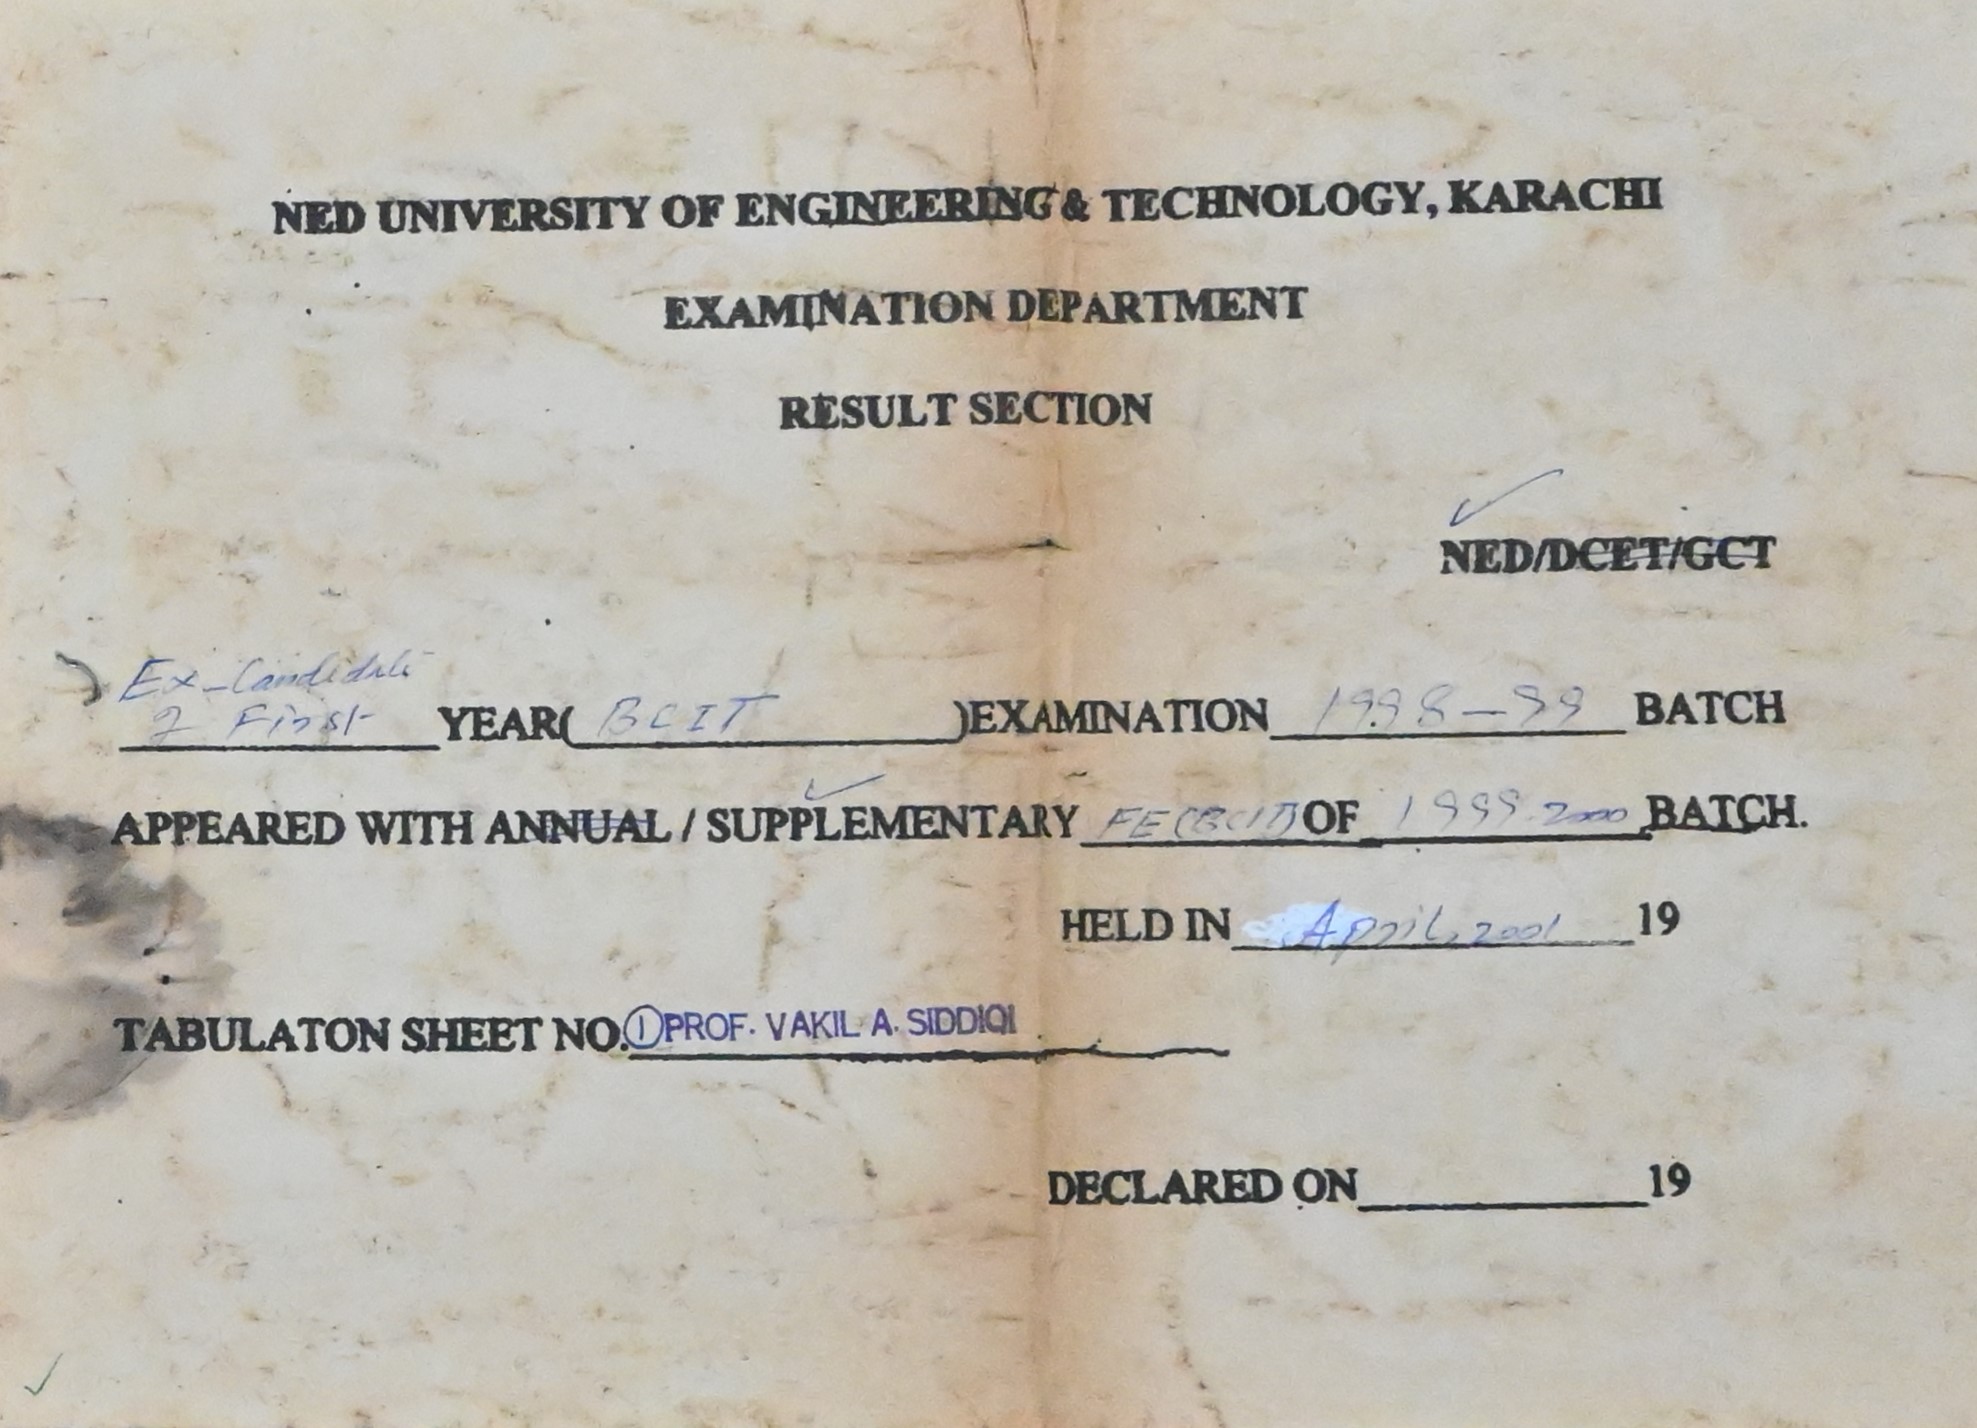 NED UNIVERSITY OF ENGINEERING & TECHNOLOGY, KARACHI
EXAMINATION DEPARTMENT
RESULT SECTION
NED/DCET/GCT
Ex-Candidate
First YEAR( BCIT )EXAMINATION 1998-99 BATCH
APPEARED WITH ANNUAL / SUPPLEMENTARY FE(BCIT) OF 1999-2000 BATCH.
HELD IN April, 2001 19
TABULATON SHEET NO. ① PROF. VAKIL A. SIDDIQI
DECLARED ON 19